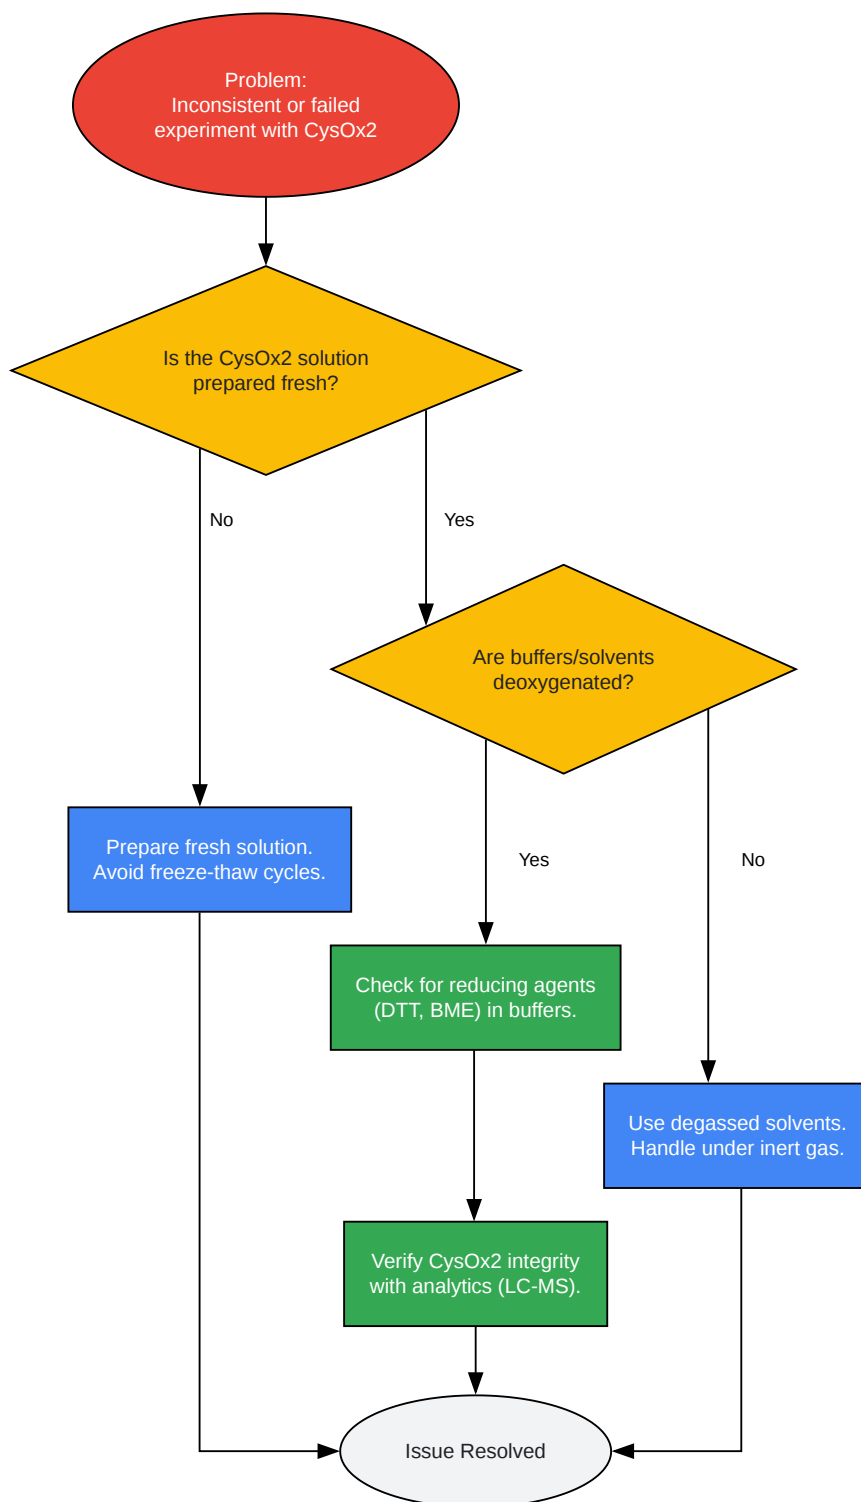 Problem:
Inconsistent or failed
experiment with CysOx2
Is the CysOx2 solution
prepared fresh?
No
Yes
Are buffers/solvents
deoxygenated?
Prepare fresh solution.
Avoid freeze-thaw cycles.
Yes
No
Check for reducing agents
(DTT, BME) in buffers.
Use degassed solvents.
Handle under inert gas.
Verify CysOx2 integrity
with analytics (LC-MS).
Issue Resolved